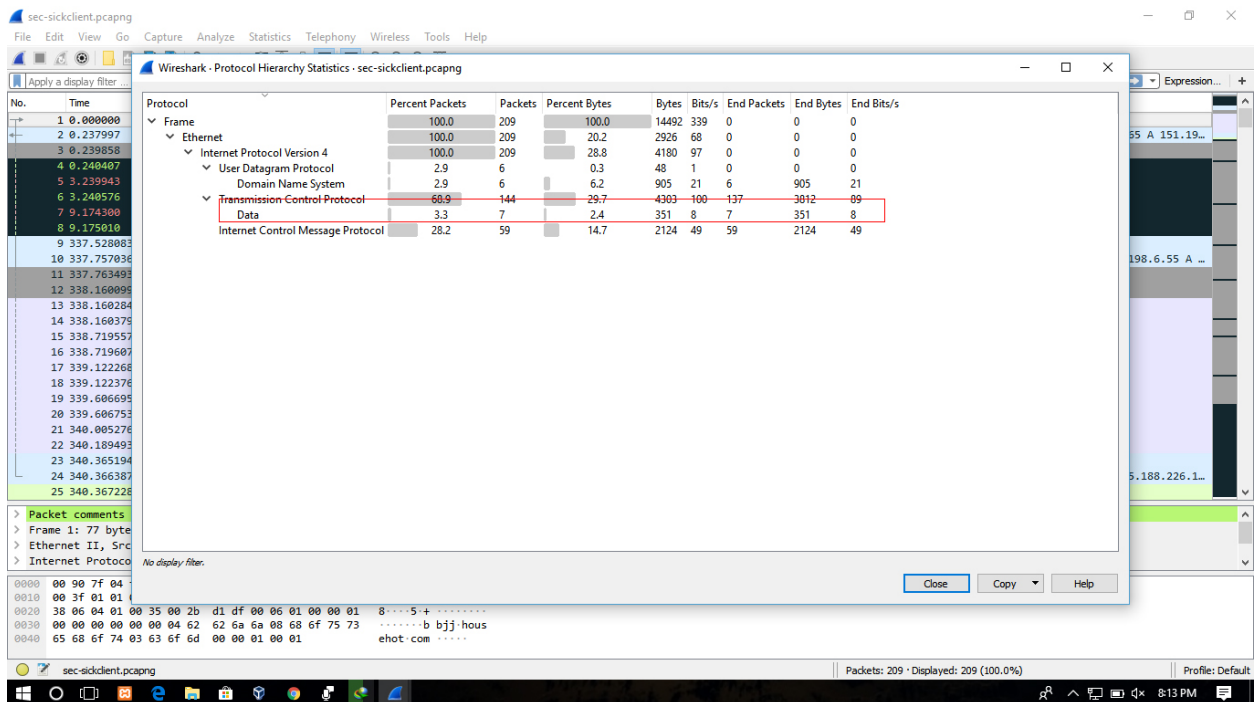 sec-sickclient.pcapng
File Edit View Go Capture Analyze Statistics Telephony Wireless Tools Help
Apply a display filter ... Expression... +
Wireshark · Protocol Hierarchy Statistics · sec-sickclient.pcapng
Protocol Percent Packets Packets Percent Bytes Bytes Bits/s End Packets End Bytes End Bits/s
Frame 100.0 209 100.0 14492 339 0 0 0
Ethernet 100.0 209 20.2 2926 68 0 0 0
Internet Protocol Version 4 100.0 209 28.8 4180 97 0 0 0
User Datagram Protocol 2.9 6 0.3 48 1 0 0 0
Domain Name System 2.9 6 6.2 905 21 6 905 21
Transmission Control Protocol 68.9 144 29.7 4303 100 137 3812 89
Data 3.3 7 2.4 351 8 7 351 8
Internet Control Message Protocol 28.2 59 14.7 2124 49 59 2124 49
No display filter.
Close Copy Help
No. Time
1 0.000000
2 0.237997 65 A 151.19...
3 0.239858
4 0.240407
5 3.239943
6 3.240576
7 9.174300
8 9.175010
9 337.528083
10 337.757036 198.6.55 A ...
11 337.763493
12 338.160099
13 338.160284
14 338.160379
15 338.719557
16 338.719607
17 339.122268
18 339.122376
19 339.606695
20 339.606753
21 340.005276
22 340.189493
23 340.365194
24 340.366387 5.188.226.1...
25 340.367228
Packet comments
Frame 1: 77 byte
Ethernet II, Src
Internet Protoco
0000 00 90 7f 04
0010 00 3f 01 01
0020 38 06 04 01 00 35 00 2b d1 df 00 06 01 00 00 01 8····5·+ ········
0030 00 00 00 00 00 00 04 62 62 6a 6a 08 68 6f 75 73 ·······b bjj·hous
0040 65 68 6f 74 03 63 6f 6d 00 00 01 00 01 ehot·com ·····
sec-sickclient.pcapng Packets: 209 · Displayed: 209 (100.0%) Profile: Default
8:13 PM